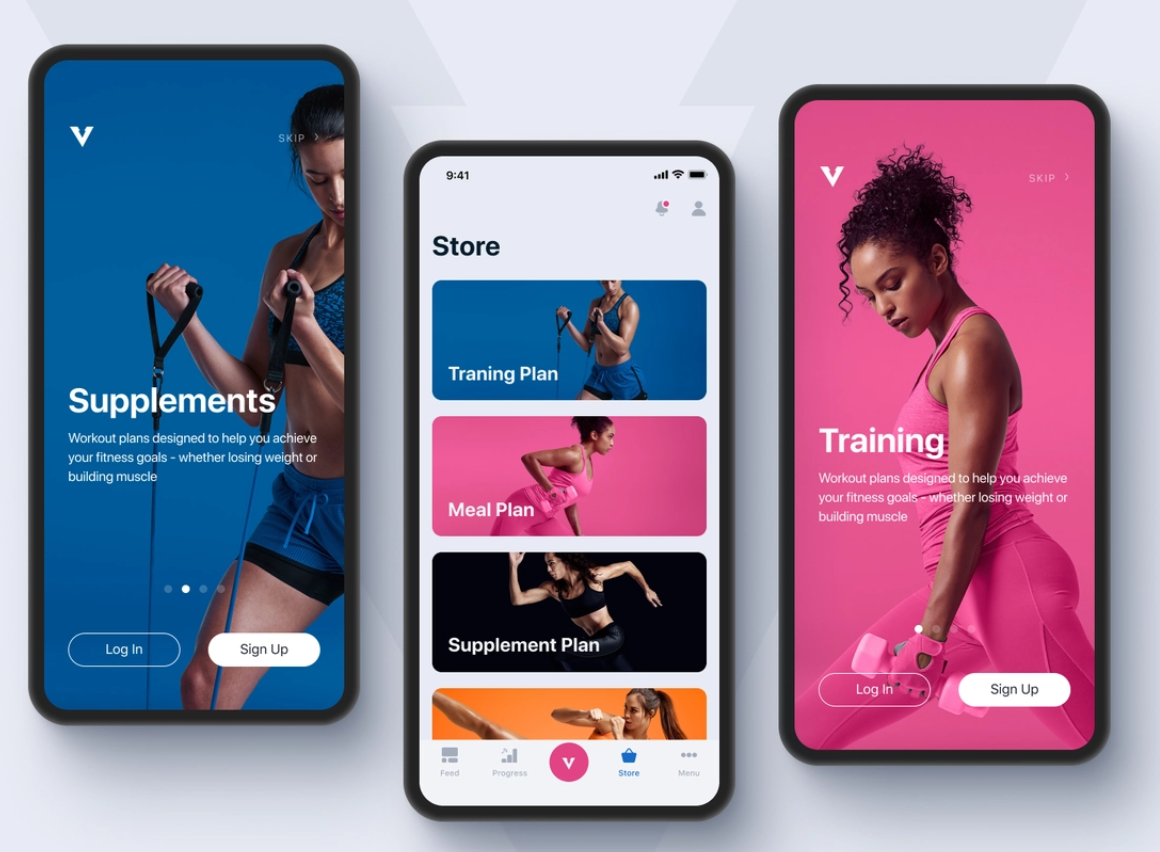 SKIP
Supplements
Workout plans designed to help you achieve
your fitness goals - whether losing weight or
building muscle
Log In
Sign Up
9:41
Store
Traning Plan
Meal Plan
Supplement Plan
Feed
Progress
Store
Menu
SKIP
Training
Workout plans designed to help you achieve
your fitness goals - whether losing weight or
building muscle
Log In
Sign Up